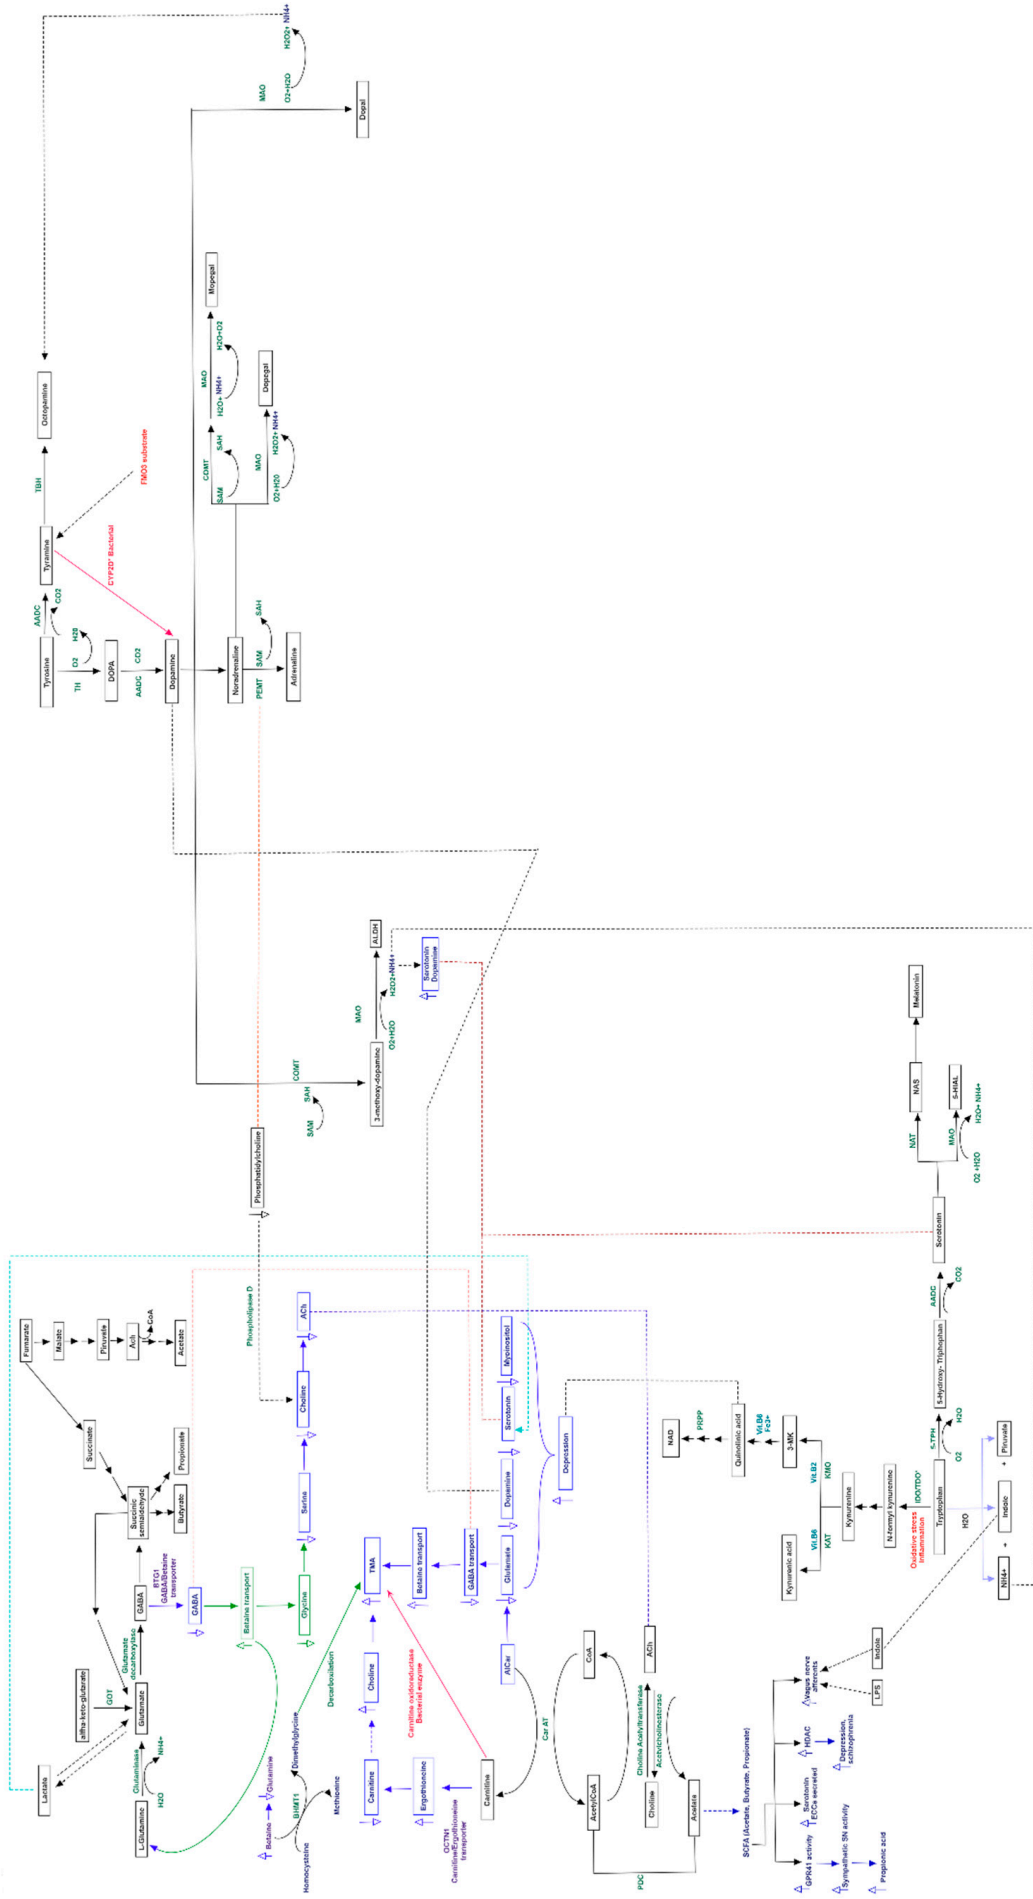 Lactate
alfha-keto-glutarate
GOT
Fumarate
Malate
Piruvate
Ach
CoA
Acetate
Succinate
L-Glutamine
Glutaminase
H2O
NH4+
Glutamate
Glutamate
decarboxylase
GABA
Succinic
semialdehyde
Butyrate
Propionate
BTG1
GABA/Betaine
transporter
GABA
Betaine transport
Glycine
Serine
Choline
ACh
Phospholipase D
Phosphatidylcholine
Tyrosine
AADC
CO2
Tyramine
TBH
Octopamine
H2O2+ NH4+
O2+H2O
MAO
Dopal
TH
O2
H20
DOPA
AADC
CO2
CYP2D* Bacterial
FMO3 substrate
Dopamine
Noradrenaline
PEMT
SAM
SAH
Adrenaline
COMT
SAM
SAH
MAO
H2O+ NH4+
H2O+O2
Mopegal
MAO
O2+H20
H2O2+ NH4+
Dopegal
SAM
SAH
COMT
3-methoxy-dopamine
MAO
O2+H2O
H2O2+NH4+
ALDH
Serotonin
Dopamine
Betaine
Glutamine
BHMT1
Homocysteine
Dimethylglycine
Methionine
Decarboxilation
TMA
Carnitine
Choline
Betaine transport
Ergothioneine
OCTN1
Carnitine/Ergothioneine
transporter
Carnitine oxidoreductase
Bacterial enzyme
GABA transport
Carnitine
AlCar
Glutamate
Dopamine
Serotonin
Myoinositol
Depression
Car AT
AcetylCoA
CoA
Choline Acetyltransferase
Acetylcholinesterase
Choline
ACh
PDC
Acetate
SCFA (Acetate, Butyrate, Propionate)
GPR41 activity
Serotonin
ECCs secreted
HDAC
Vagus nerve
afferents
Sympathetic SN activity
Depression,
schizophrenia
Propionic acid
LPS
Indole
NAD
PRPP
Quinolinic acid
Vit.B6
Fe2+
3-MK
Vit.B2
KMO
Vit.B6
KAT
Kynurenic acid
Kynurenine
N-formyl kynurenine
Oxidative stress
Inflammation
IDO/TDO*
Tryptophan
5-TPH
O2
H2O
5-Hydroxy- Triphophan
AADC
CO2
Serotonin
NAT
NAS
Melatonin
MAO
5-HIAL
O2 +H2O
H2O+ NH4+
H2O
NH4+
+
Indole
+
Piruvate